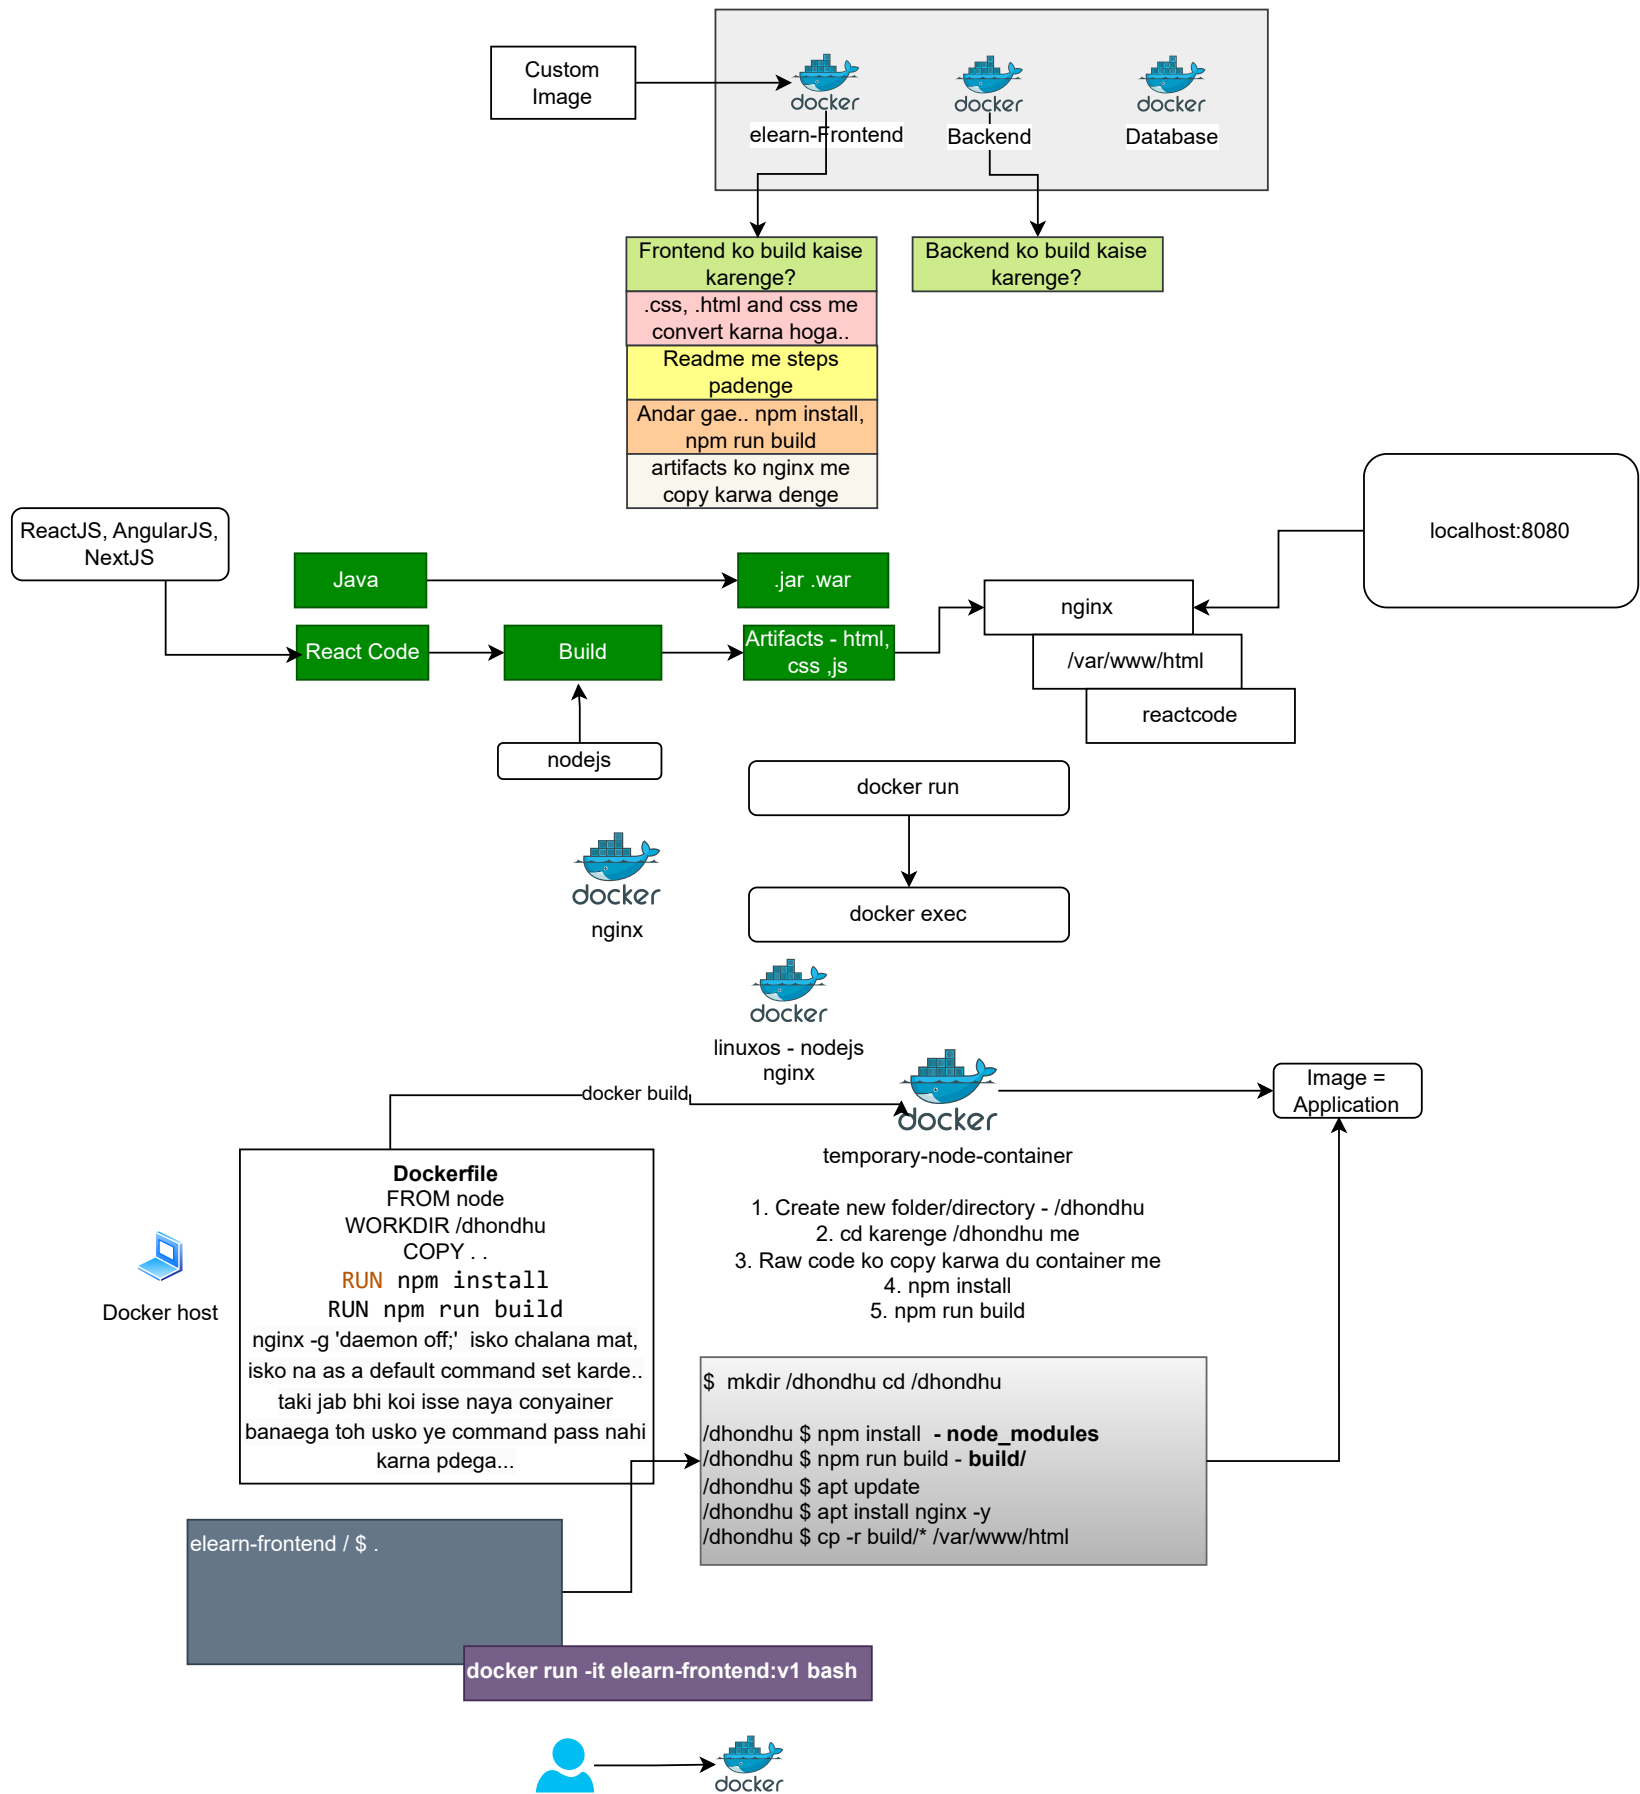 Custom
Image
docker
elearn-Frontend
docker
Backend
docker
Database
Frontend ko build kaise
karenge?
.css, .html and css me
convert karna hoga..
Readme me steps
padenge
Andar gae.. npm install,
npm run build
artifacts ko nginx me
copy karwa denge
Backend ko build kaise
karenge?
ReactJS, AngularJS,
NextJS
Java
.jar .war
React Code
Build
Artifacts - html,
css ,js
nodejs
nginx
/var/www/html
reactcode
localhost:8080
docker run
docker exec
docker
nginx
docker
linuxos - nodejs
nginx
docker build
docker
temporary-node-container
Image =
Application
1. Create new folder/directory - /dhondhu
2. cd karenge /dhondhu me
3. Raw code ko copy karwa du container me
4. npm install
5. npm run build
Docker host
Dockerfile
FROM node
WORKDIR /dhondhu
COPY . .
RUN npm install
RUN npm run build
nginx -g 'daemon off;'  isko chalana mat,
isko na as a default command set karde..
taki jab bhi koi isse naya conyainer
banaega toh usko ye command pass nahi
karna pdega...
$  mkdir /dhondhu cd /dhondhu
/dhondhu $ npm install  - node_modules
/dhondhu $ npm run build - build/
/dhondhu $ apt update
/dhondhu $ apt install nginx -y
/dhondhu $ cp -r build/* /var/www/html
elearn-frontend / $ .
docker run -it elearn-frontend:v1 bash
docker